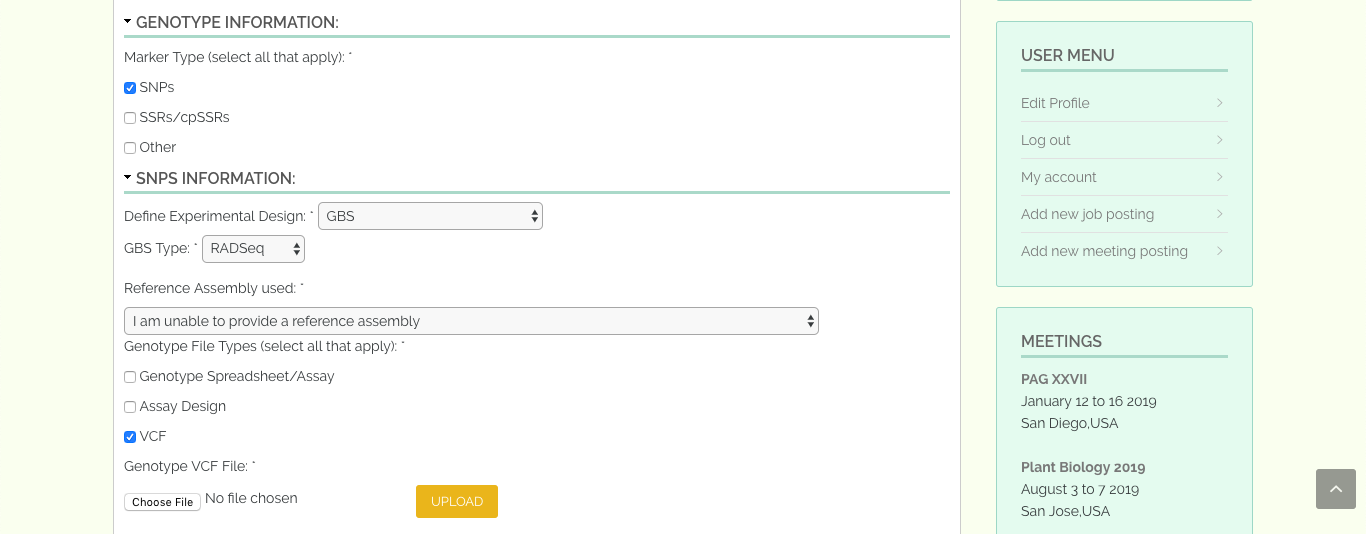 GENOTYPE INFORMATION:
Marker Type (select all that apply): *
SNPs
SSRs/cpSSRs
Other
SNPS INFORMATION:
Define Experimental Design: * GBS
GBS Type: * RADSeq
Reference Assembly used: *
I am unable to provide a reference assembly
Genotype File Types (select all that apply): *
Genotype Spreadsheet/Assay
Assay Design
VCF
Genotype VCF File: *
Choose File No file chosen UPLOAD
USER MENU
Edit Profile
Log out
My account
Add new job posting
Add new meeting posting
MEETINGS
PAG XXVII
January 12 to 16 2019
San Diego,USA
Plant Biology 2019
August 3 to 7 2019
San Jose,USA